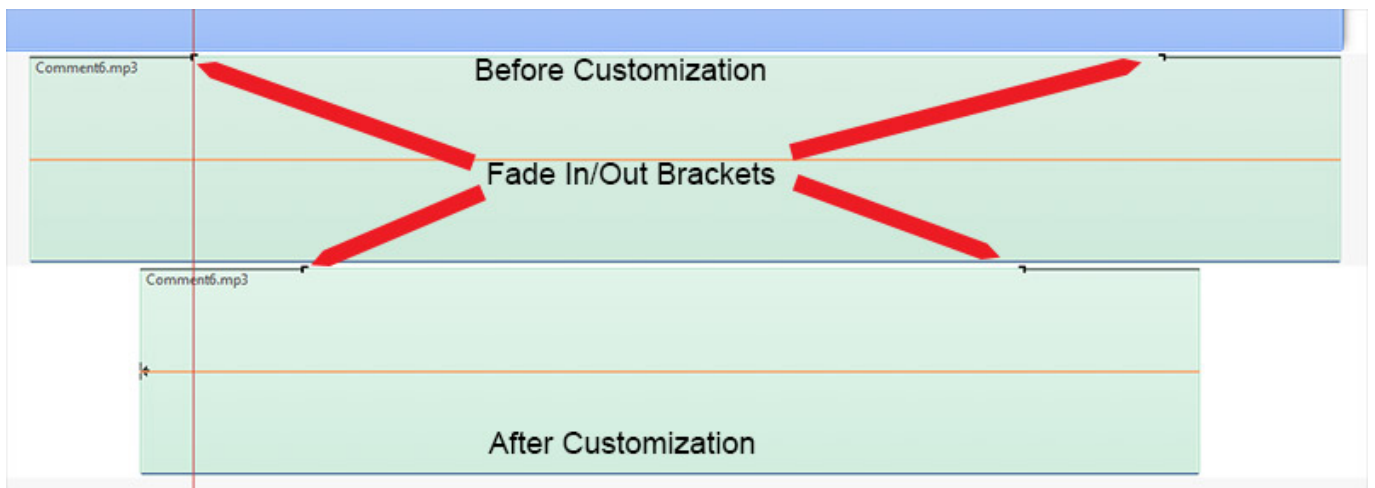 Comment6.mp3
Before Customization
Fade In/Out Brackets
Comment6.mp3
After Customization